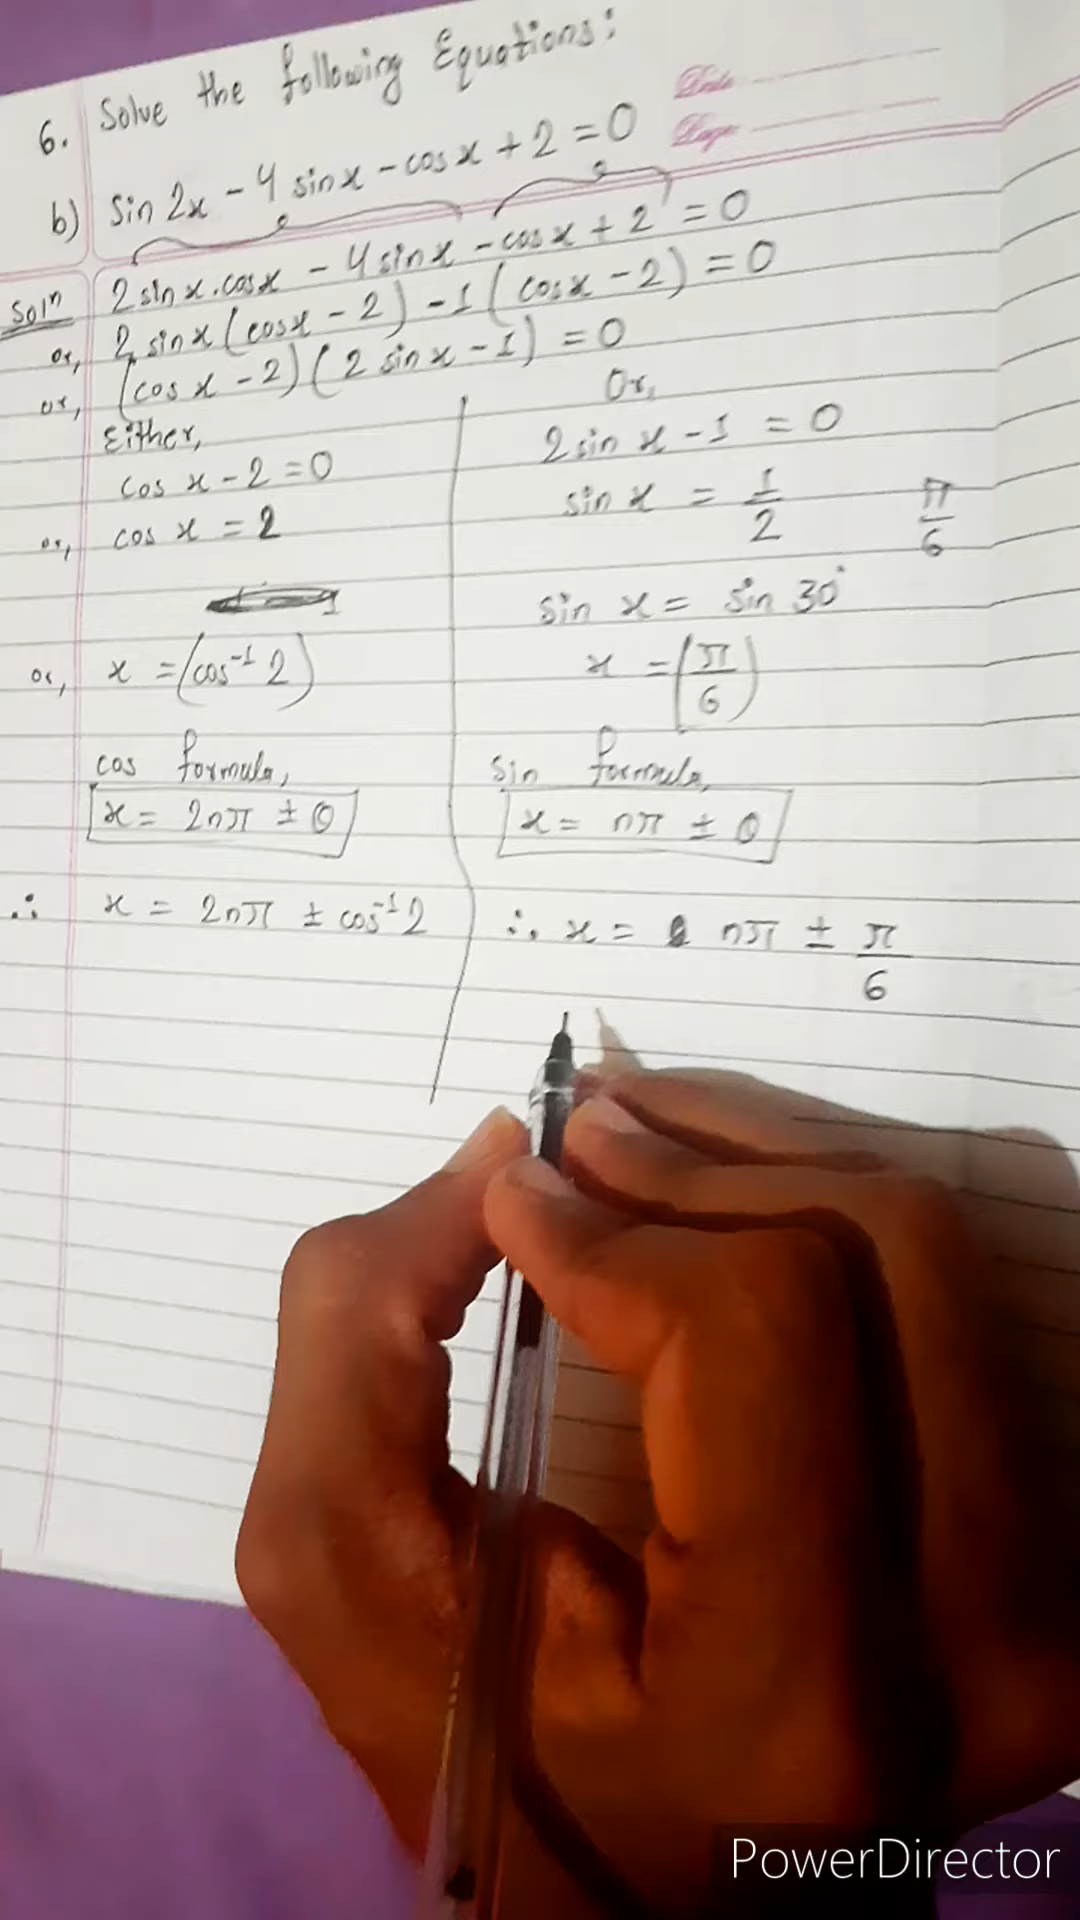 6. Solve the following Equations:
Date
Page
b) sin 2x - 4 sin x - cos x + 2 = 0
Solⁿ 2 sin x . cos x - 4 sin x - cos x + 2 = 0
or, 2 sin x (cos x - 2) - 1 (cos x - 2) = 0
or, (cos x - 2) (2 sin x - 1) = 0
Either,
cos x - 2 = 0
or, cos x = 2
or, x = (cos⁻¹ 2)
cos formula,
x = 2nπ ± θ
∴ x = 2nπ ± cos⁻¹ 2
Or,
2 sin x - 1 = 0
sin x = 1/2
π/6
sin x = sin 30°
x = (π/6)
sin formula,
x = nπ ± θ
∴ x = nπ ± π/6
PowerDirector